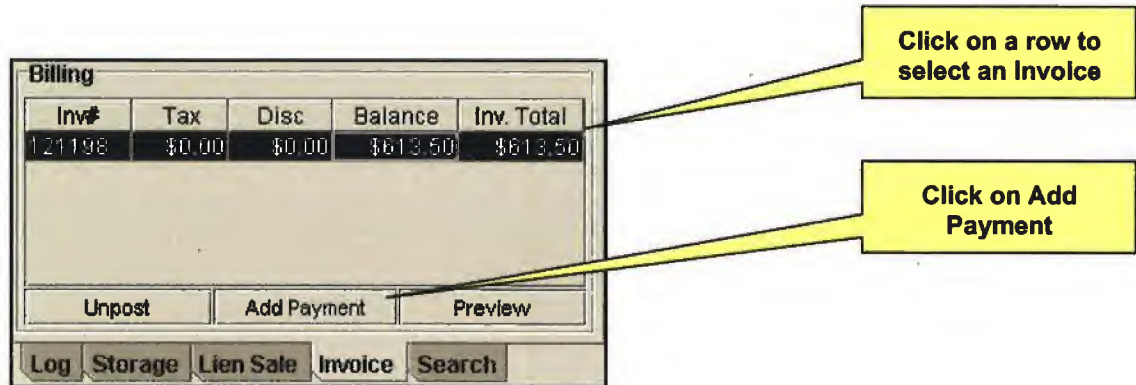 Click on a row to
select an Invoice
Billing
Inv# Tax Disc Balance Inv. Total
121198 $0.00 $0.00 $613.50 $613.50
Click on Add
Payment
Unpost Add Payment Preview
Log Storage Lien Sale Invoice Search